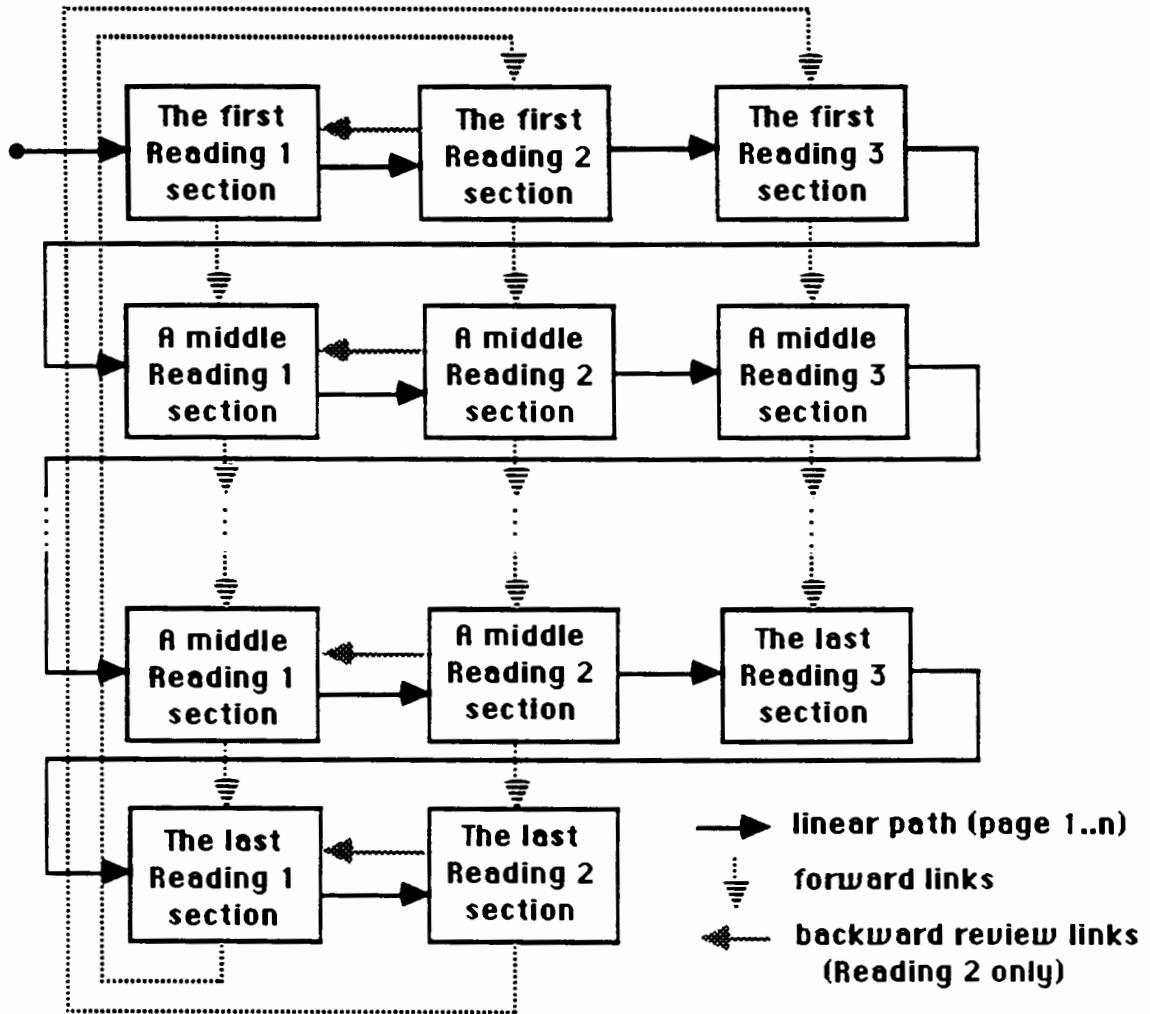 The first
Reading 1
section
The first
Reading 2
section
The first
Reading 3
section
A middle
Reading 1
section
A middle
Reading 2
section
A middle
Reading 3
section
A middle
Reading 1
section
A middle
Reading 2
section
The last
Reading 3
section
The last
Reading 1
section
The last
Reading 2
section
linear path (page 1..n)
forward links
backward review links
(Reading 2 only)